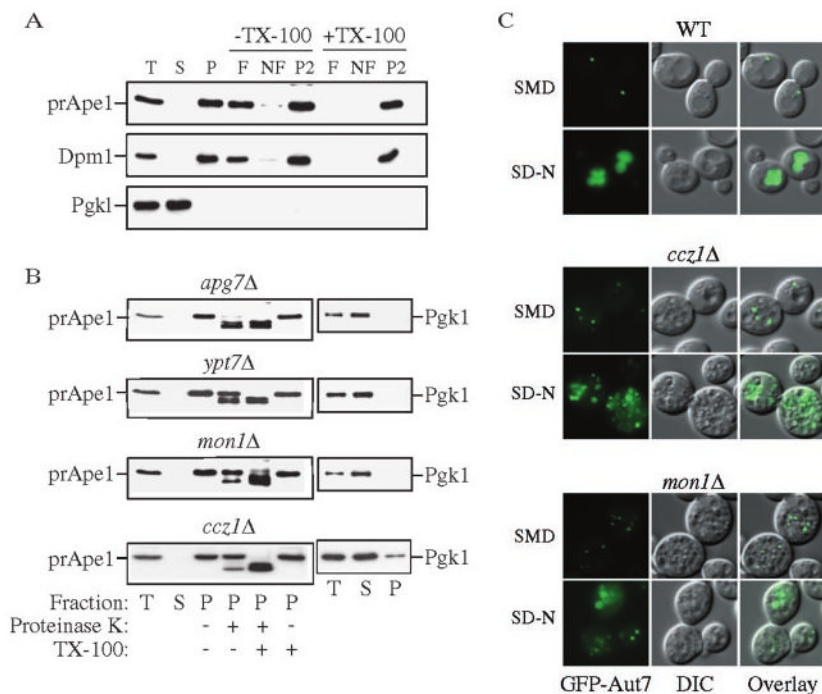 A
-TX-100 +TX-100
T S P F NF P2 F NF P2
prApe1
Dpm1
Pgk1
B
apg7Δ
prApe1 Pgk1
ypt7Δ
prApe1 Pgk1
mon1Δ
prApe1 Pgk1
ccz1Δ
prApe1 Pgk1
T S P
Fraction: T S P P P P
Proteinase K: - + + -
TX-100: - - + +
C
WT
SMD
SD-N
ccz1Δ
SMD
SD-N
mon1Δ
SMD
SD-N
GFP-Aut7 DIC Overlay